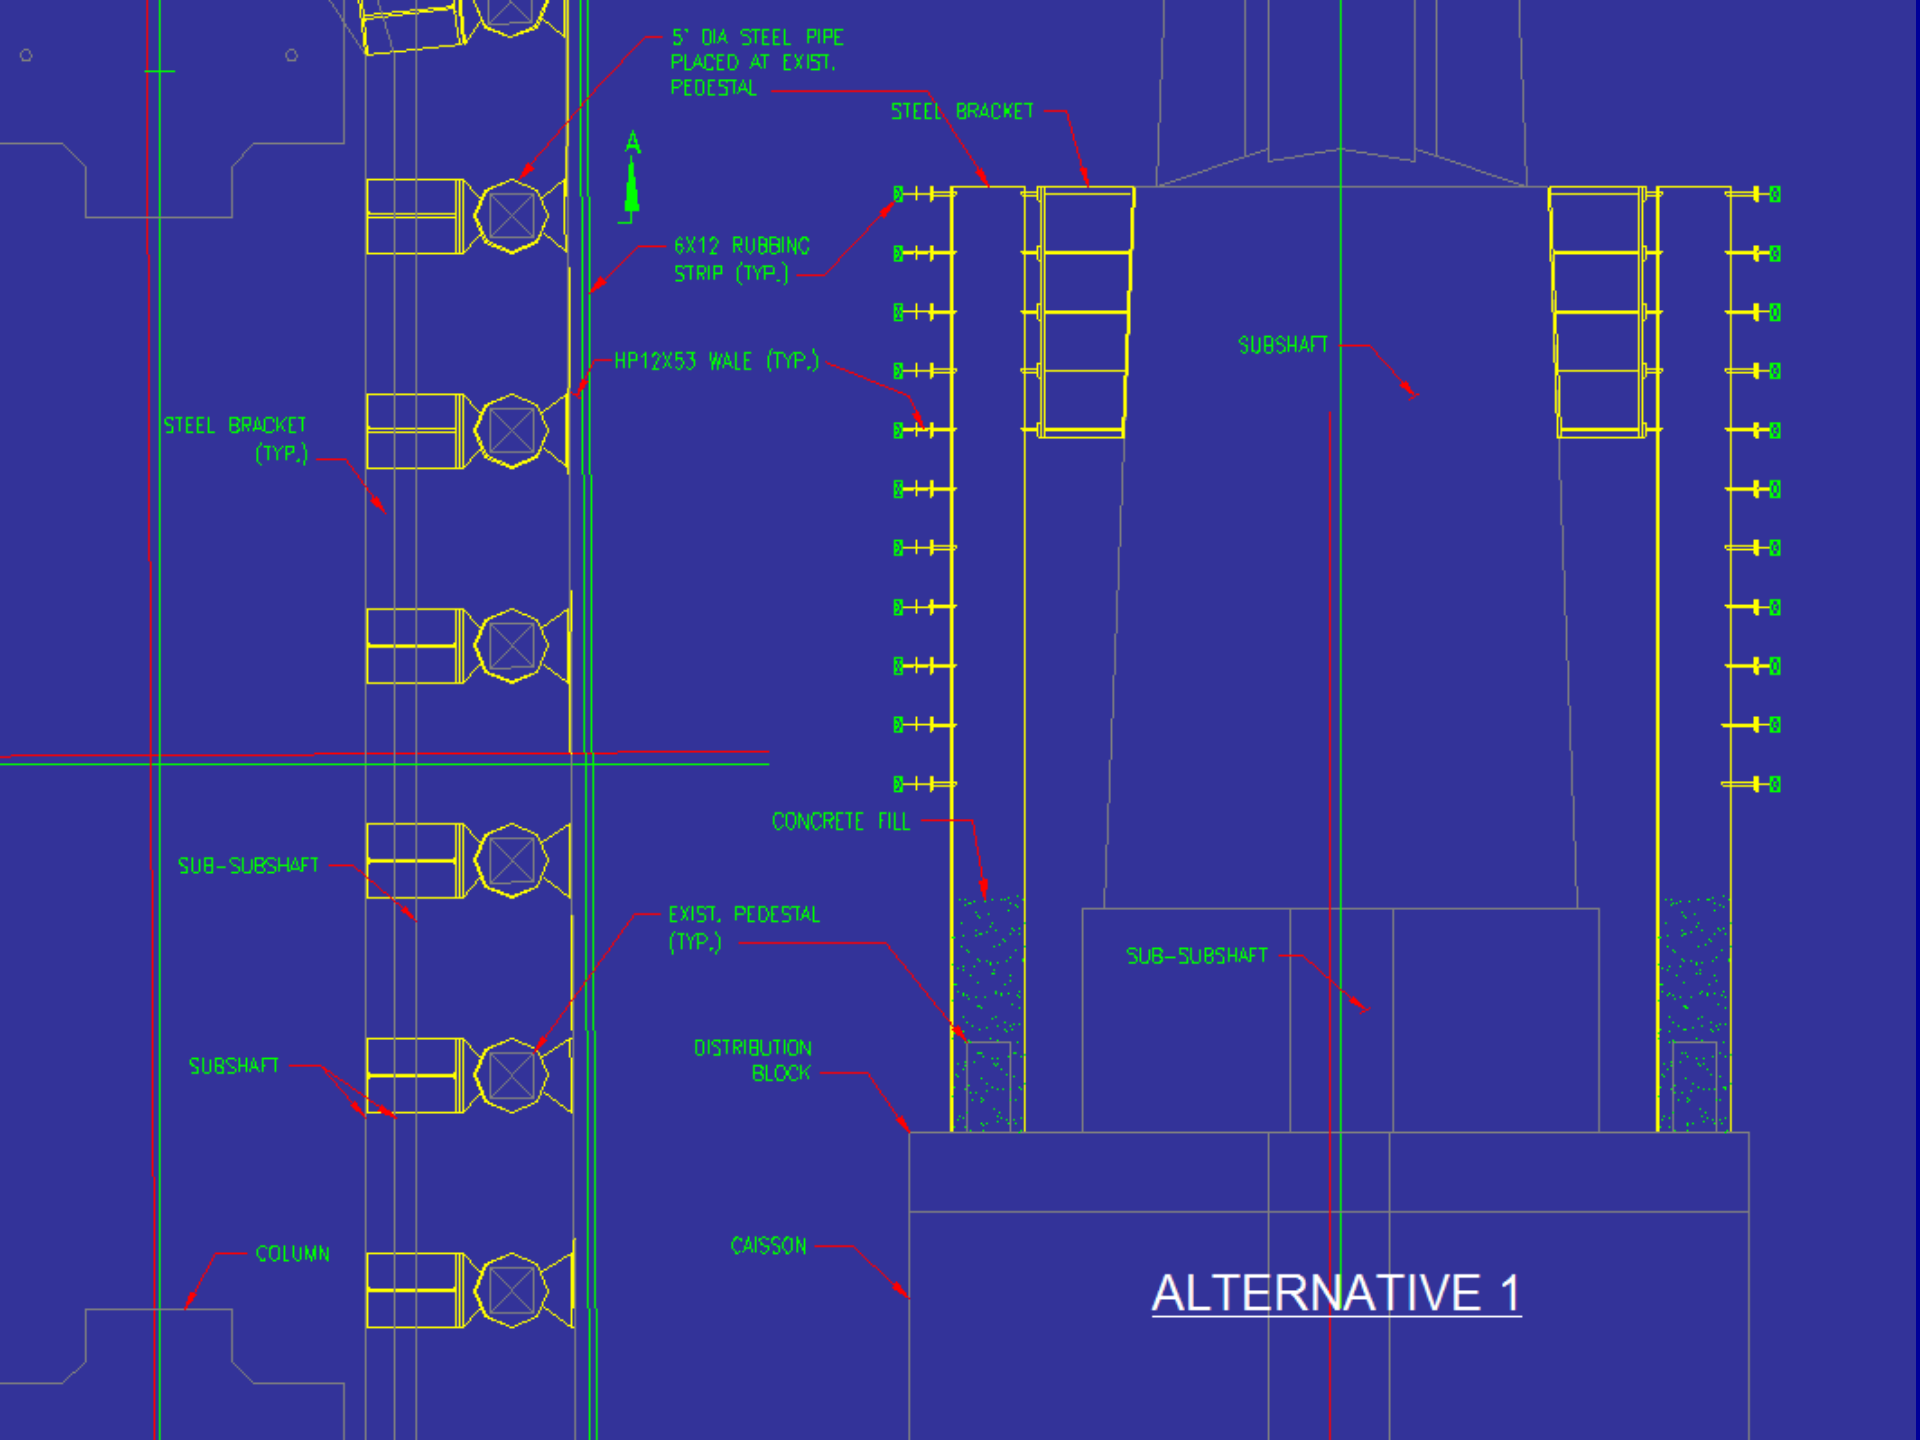 5' DIA STEEL PIPE
PLACED AT EXIST.
PEDESTAL
STEEL BRACKET
A
6X12 RUBBING
STRIP (TYP.)
SUBSHAFT
HP12X53 WALE (TYP.)
STEEL BRACKET
(TYP.)
CONCRETE FILL
SUB-SUBSHAFT
EXIST. PEDESTAL
(TYP.)
SUB-SUBSHAFT
DISTRIBUTION
BLOCK
SUBSHAFT
CAISSON
COLUMN
ALTERNATIVE 1